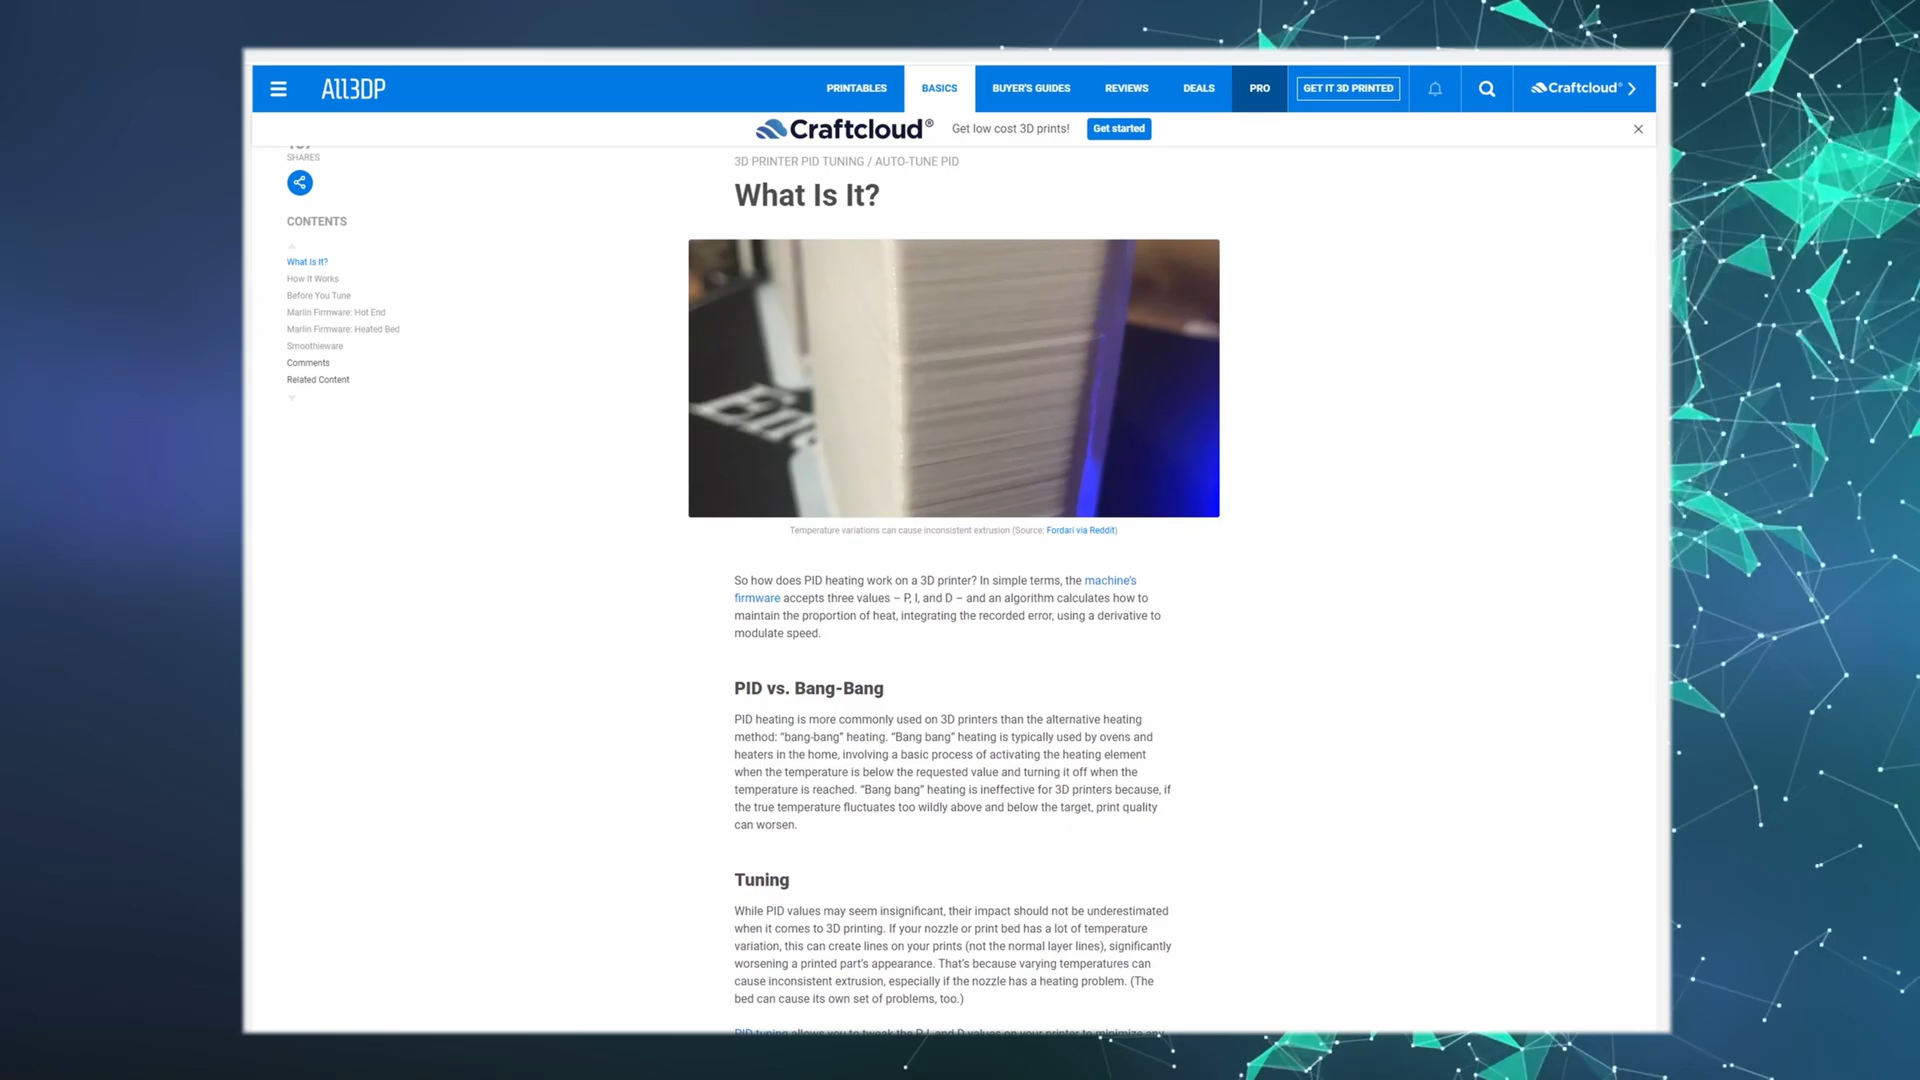 All3DP
PRINTABLES
BASICS
BUYER'S GUIDES
REVIEWS
DEALS
PRO
GET IT 3D PRINTED
Craftcloud®
Craftcloud® Get low cost 3D prints! Get started
SHARES
CONTENTS
What Is It?
How It Works
Before You Tune
Marlin Firmware: Hot End
Marlin Firmware: Heated Bed
Smoothieware
Comments
Related Content
3D PRINTER PID TUNING / AUTO-TUNE PID
What Is It?
Temperature variations can cause inconsistent extrusion (Source: Fordari via Reddit)
So how does PID heating work on a 3D printer? In simple terms, the machine's
firmware accepts three values – P, I, and D – and an algorithm calculates how to
maintain the proportion of heat, integrating the recorded error, using a derivative to
modulate speed.
PID vs. Bang-Bang
PID heating is more commonly used on 3D printers than the alternative heating
method: "bang-bang" heating. "Bang bang" heating is typically used by ovens and
heaters in the home, involving a basic process of activating the heating element
when the temperature is below the requested value and turning it off when the
temperature is reached. "Bang bang" heating is ineffective for 3D printers because, if
the true temperature fluctuates too wildly above and below the target, print quality
can worsen.
Tuning
While PID values may seem insignificant, their impact should not be underestimated
when it comes to 3D printing. If your nozzle or print bed has a lot of temperature
variation, this can create lines on your prints (not the normal layer lines), significantly
worsening a printed part's appearance. That's because varying temperatures can
cause inconsistent extrusion, especially if the nozzle has a heating problem. (The
bed can cause its own set of problems, too.)
PID tuning allows you to tweak the P, I, and D values on your printer to minimize any